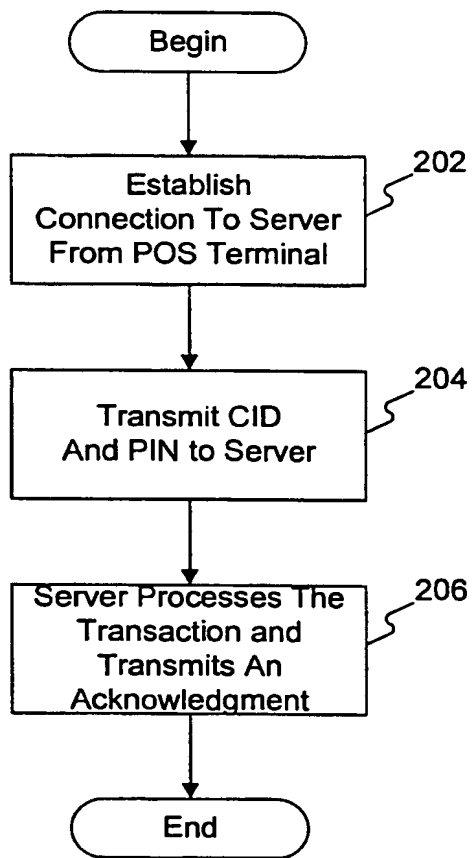 Begin
202
Establish
Connection To Server
From POS Terminal
204
Transmit CID
And PIN to Server
206
Server Processes The
Transaction and
Transmits An
Acknowledgment
End